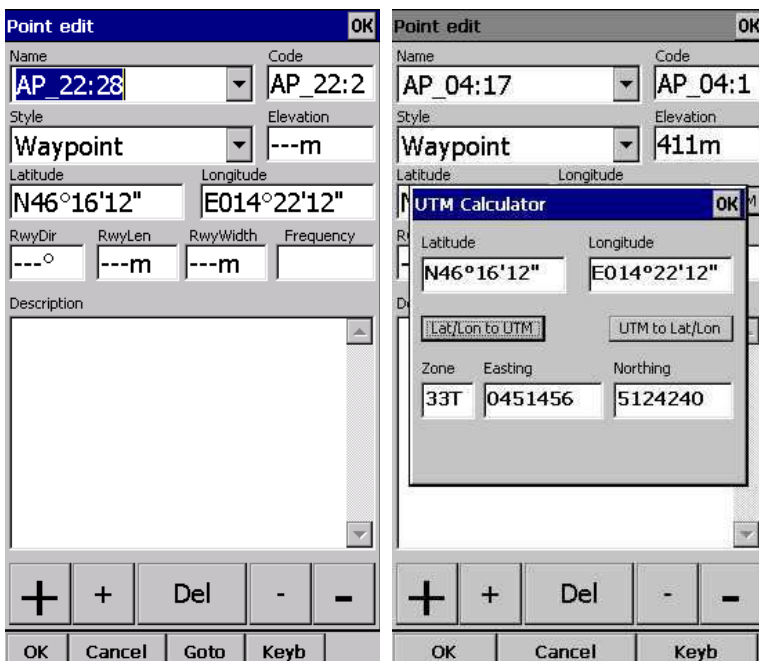 Point edit OK
Name Code
AP_22:28 AP_22:2
Style Elevation
Waypoint ---m
Latitude Longitude
N46°16'12" E014°22'12"
RwyDir RwyLen RwyWidth Frequency
---° ---m ---m
Description
+ + Del - -
OK Cancel Goto Keyb
Point edit OK
Name Code
AP_04:17 AP_04:1
Style Elevation
Waypoint 411m
Latitude Longitude
UTM Calculator OK
Latitude Longitude
N46°16'12" E014°22'12"
Lat/Lon to UTM UTM to Lat/Lon
Zone Easting Northing
33T 0451456 5124240
+ + Del - -
OK Cancel Keyb